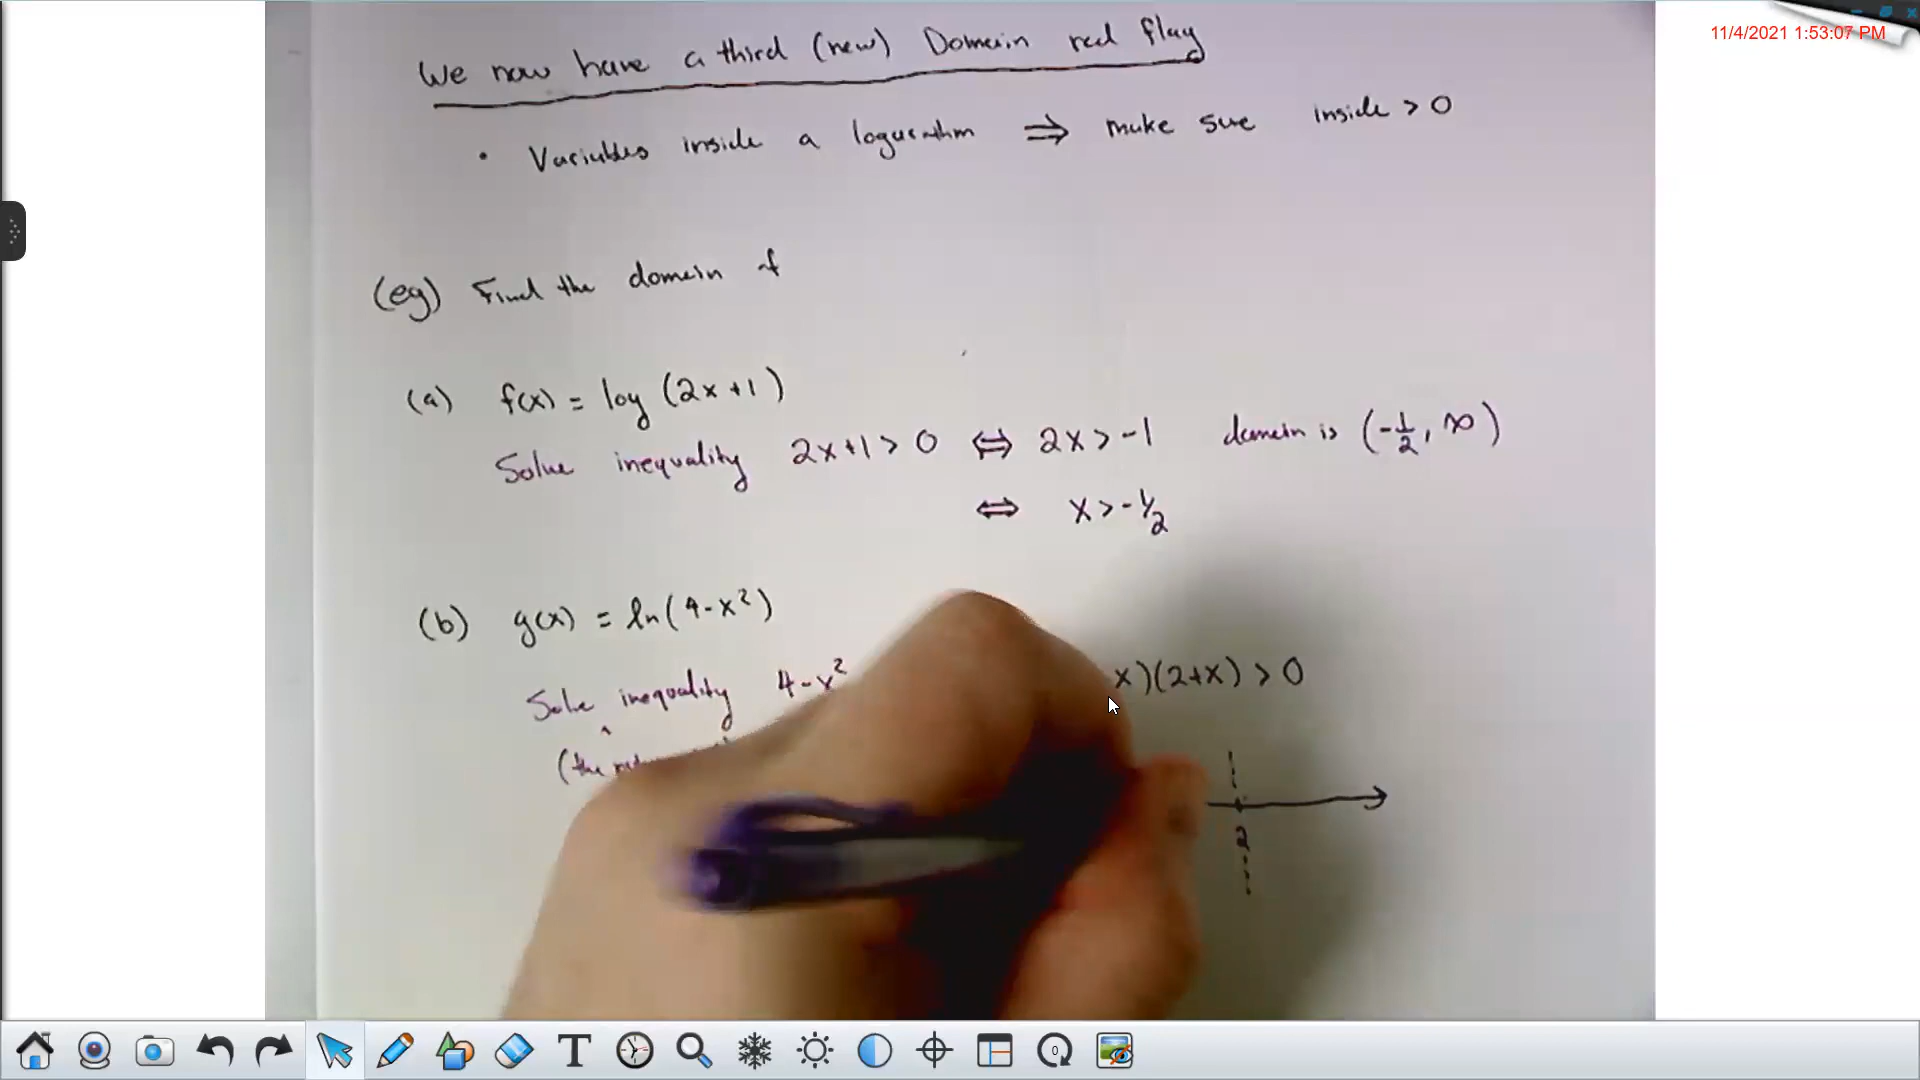 11/4/2021 1:53:07 PM
We now have a third (new) Domain red flag
• Variables inside a logarithm ⇒ make sure inside > 0
(eg) Find the domain of
(a) f(x) = log (2x+1)
Solve inequality 2x+1 > 0 ⇔ 2x > -1 domain is (-1/2, ∞)
⇔ x > -1/2
(b) g(x) = ln(4-x²)
Solve inequality 4-x² x)(2+x) > 0
(the
2
T
0